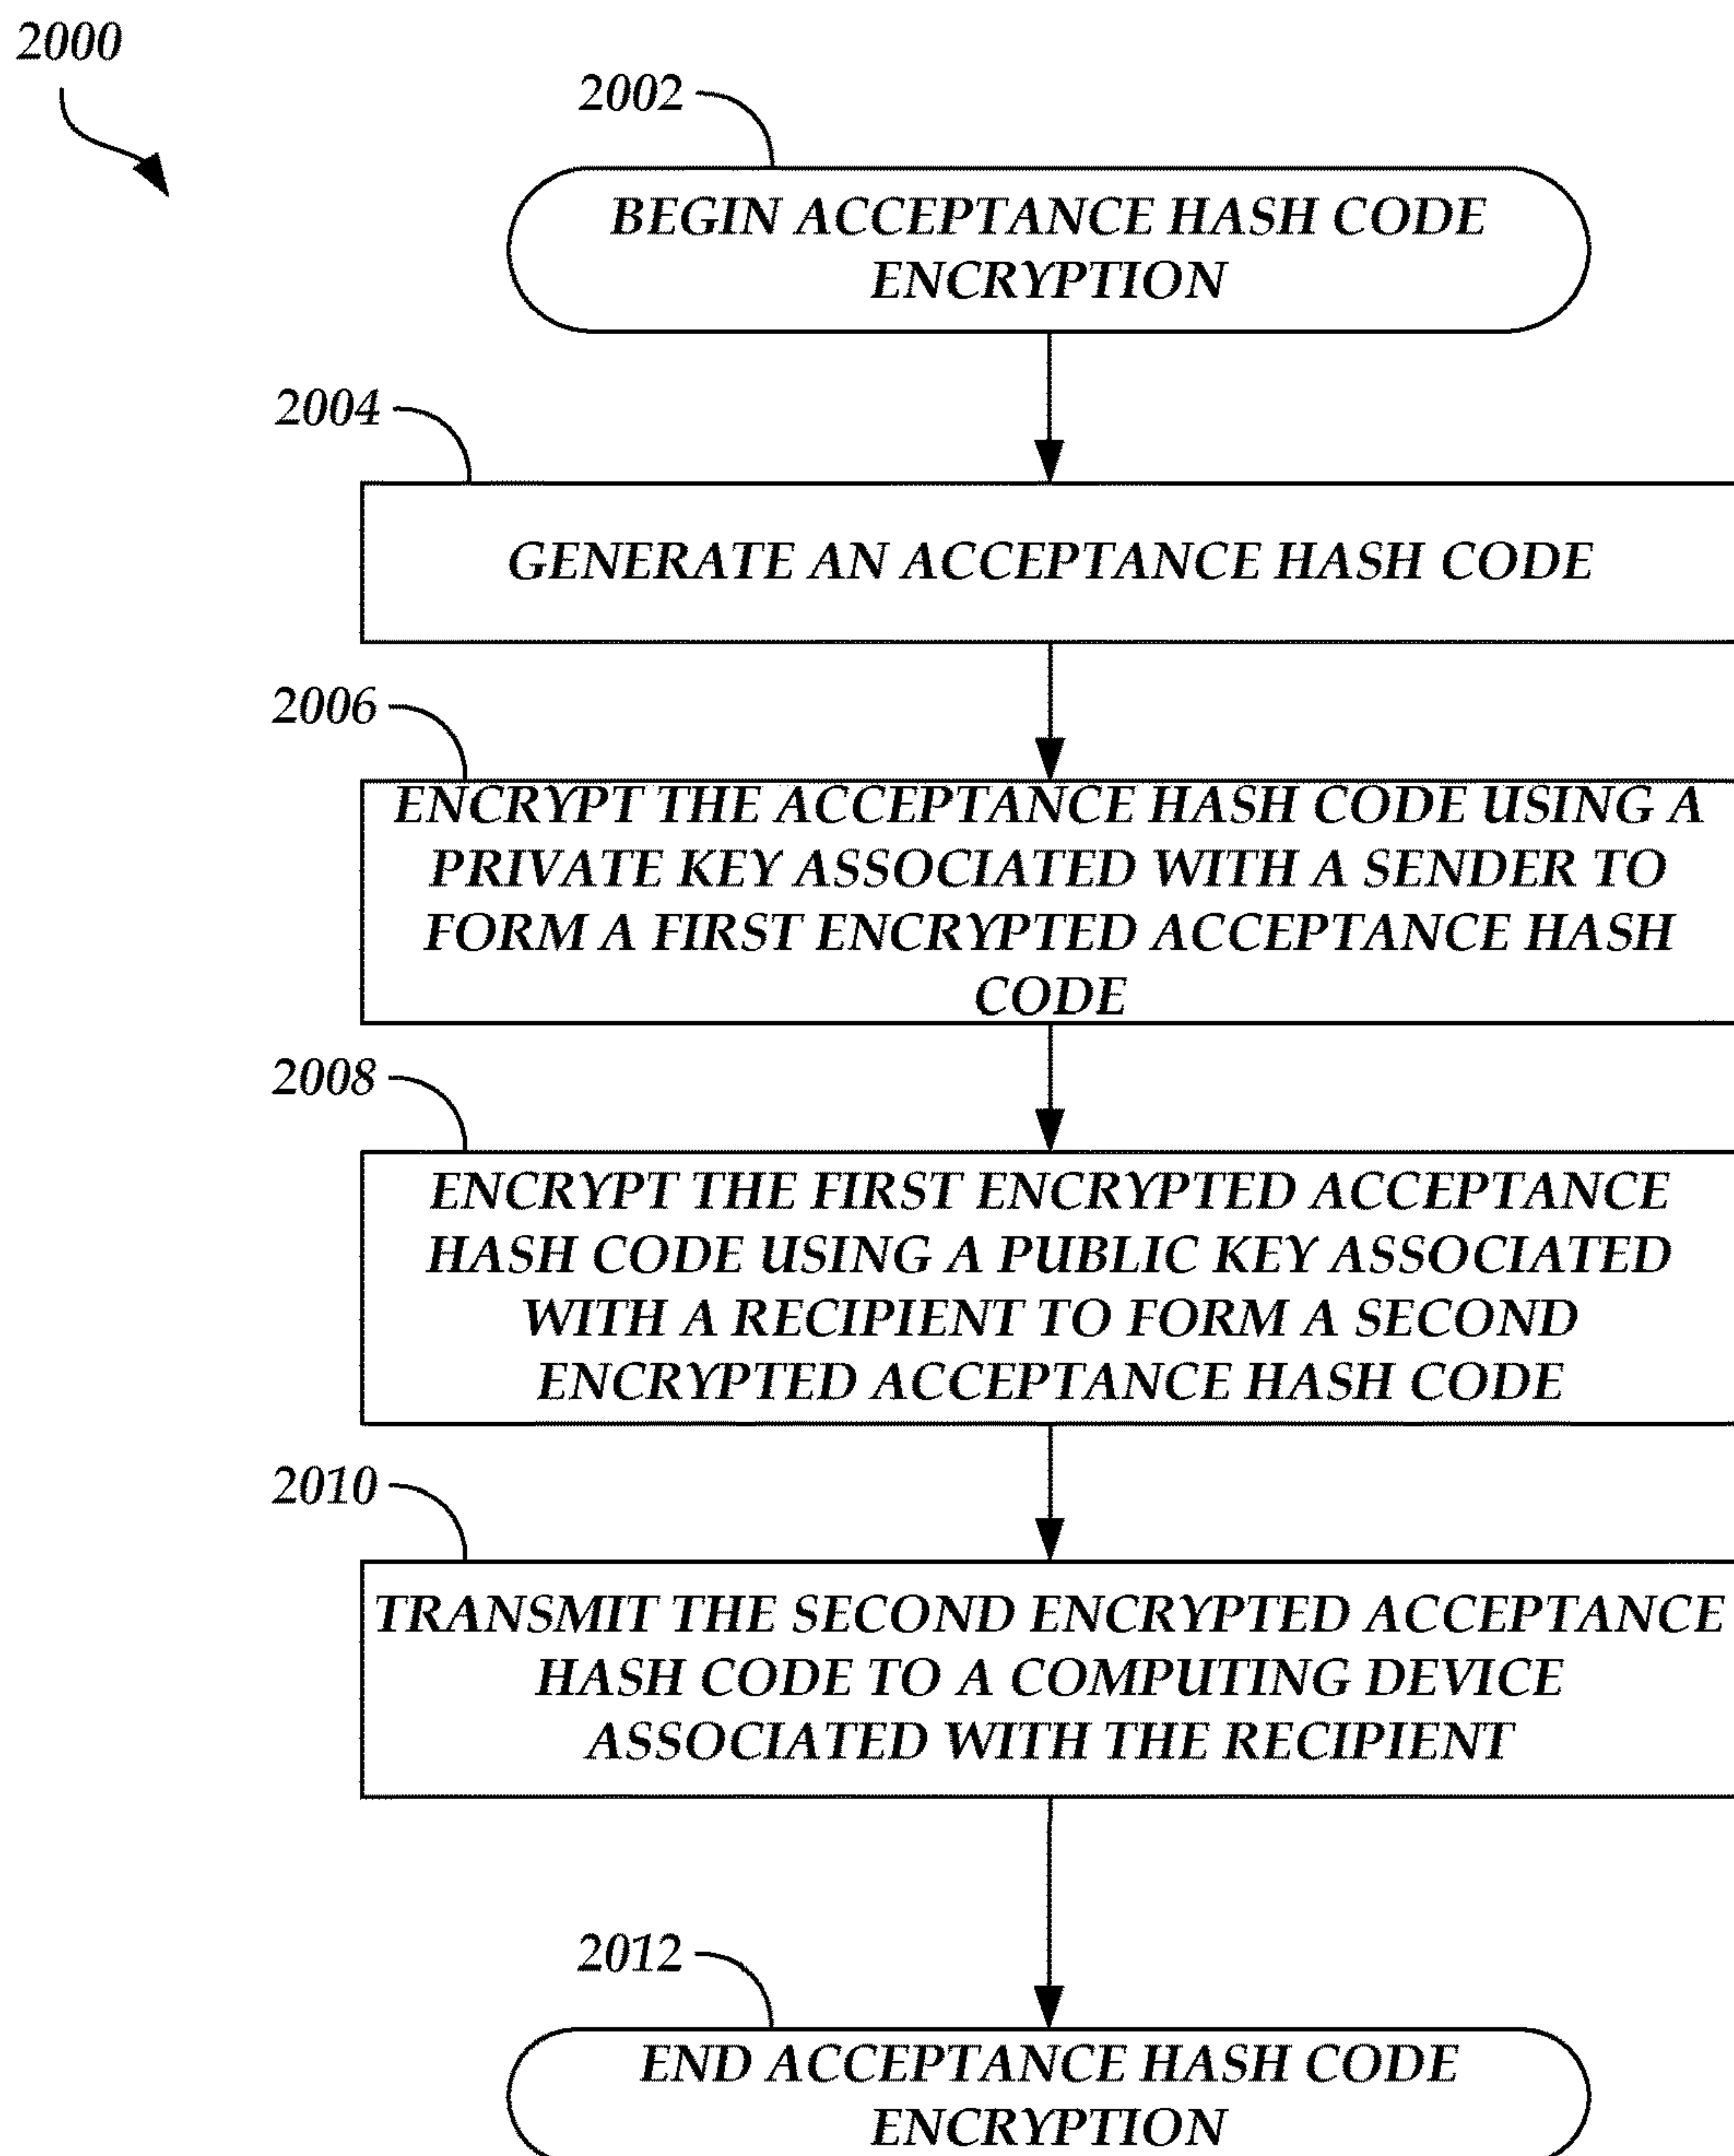 2000
2002
BEGIN ACCEPTANCE HASH CODE
ENCRYPTION
2004
GENERATE AN ACCEPTANCE HASH CODE
2006
ENCRYPT THE ACCEPTANCE HASH CODE USING A
PRIVATE KEY ASSOCIATED WITH A SENDER TO
FORM A FIRST ENCRYPTED ACCEPTANCE HASH
CODE
2008
ENCRYPT THE FIRST ENCRYPTED ACCEPTANCE
HASH CODE USING A PUBLIC KEY ASSOCIATED
WITH A RECIPIENT TO FORM A SECOND
ENCRYPTED ACCEPTANCE HASH CODE
2010
TRANSMIT THE SECOND ENCRYPTED ACCEPTANCE
HASH CODE TO A COMPUTING DEVICE
ASSOCIATED WITH THE RECIPIENT
2012
END ACCEPTANCE HASH CODE
ENCRYPTION